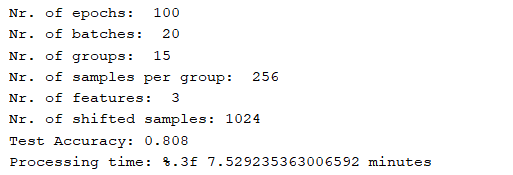 Nr. of epochs:  100
Nr. of batches:  20
Nr. of groups:  15
Nr. of samples per group:  256
Nr. of features:  3
Nr. of shifted samples: 1024
Test Accuracy: 0.808
Processing time: %.3f 7.529235363006592 minutes